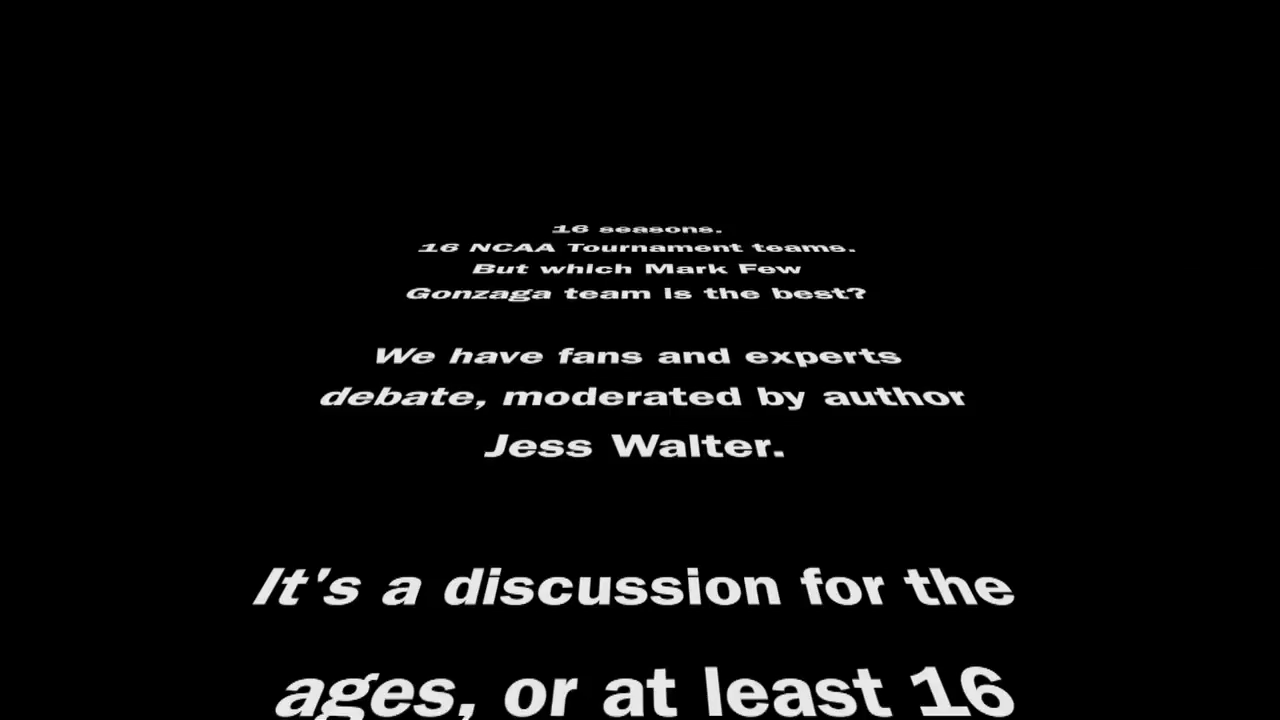 16 seasons.
16 NCAA Tournament teams.
But which Mark Few
Gonzaga team is the best?
We have fans and experts
debate, moderated by author
Jess Walter.
It's a discussion for the
ages, or at least 16